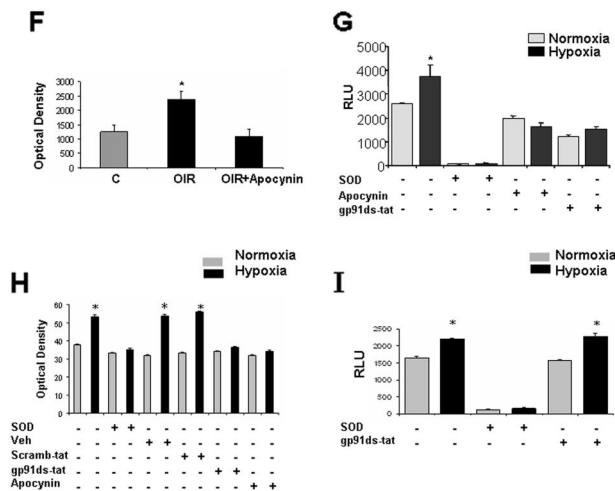 F
Optical Density
3000
2500
2000
1500
1000
500
0
*
C OIR OIR+Apocynin
G
Normoxia
Hypoxia
RLU
5000
4000
3000
2000
1000
0
*
SOD - - + + - - - -
Apocynin - - - - + + - -
gp91ds-tat - - - - - - + +
H
Normoxia
Hypoxia
Optical Density
60
50
40
30
20
10
0
* * *
SOD - - + + - - - - - - - -
Veh - - - - + + - - - - - -
Scramb-tat - - - - - - + + - - - -
gp91ds-tat - - - - - - - - + + - -
Apocynin - - - - - - - - - - + +
I
Normoxia
Hypoxia
RLU
2500
2000
1500
1000
500
0
* *
SOD - - + + - -
gp91ds-tat - - - - + +